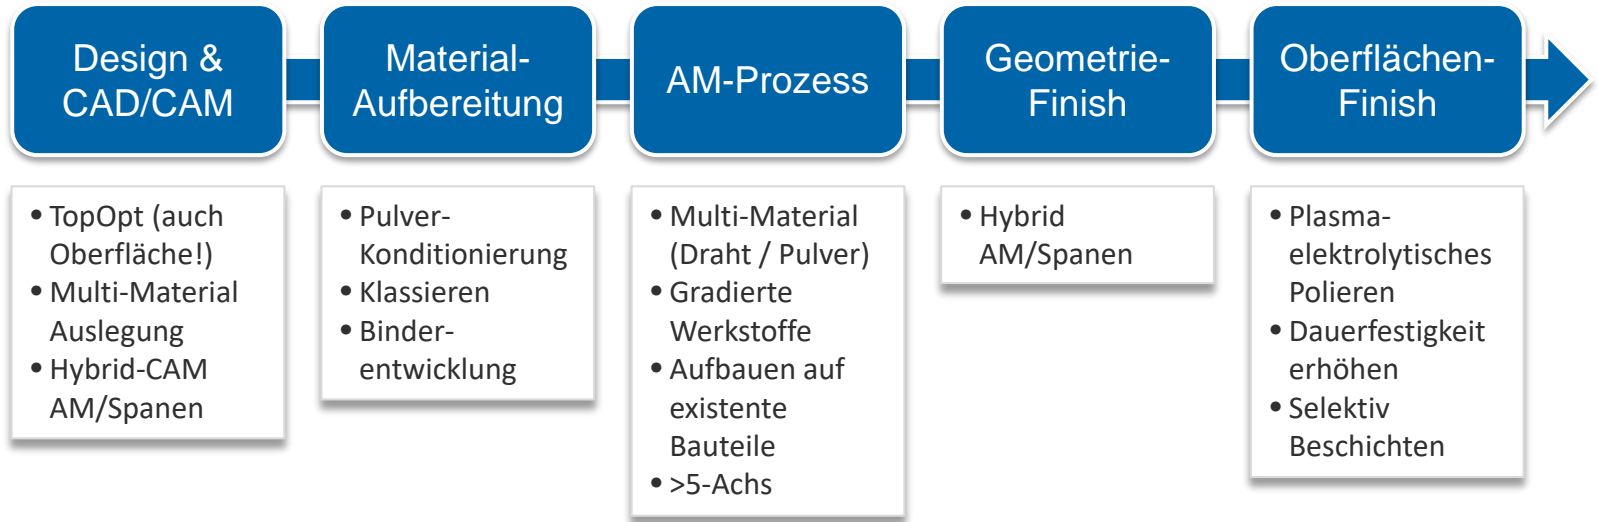 Design &
CAD/CAM
Material-
Aufbereitung
AM-Prozess
Geometrie-
Finish
Oberflächen-
Finish
• TopOpt (auch
Oberfläche!)
• Multi-Material
Auslegung
• Hybrid-CAM
AM/Spanen
• Pulver-
Konditionierung
• Klassieren
• Binder-
entwicklung
• Multi-Material
(Draht / Pulver)
• Gradierte
Werkstoffe
• Aufbauen auf
existente
Bauteile
• >5-Achs
• Hybrid
AM/Spanen
• Plasma-
elektrolytisches
Polieren
• Dauerfestigkeit
erhöhen
• Selektiv
Beschichten